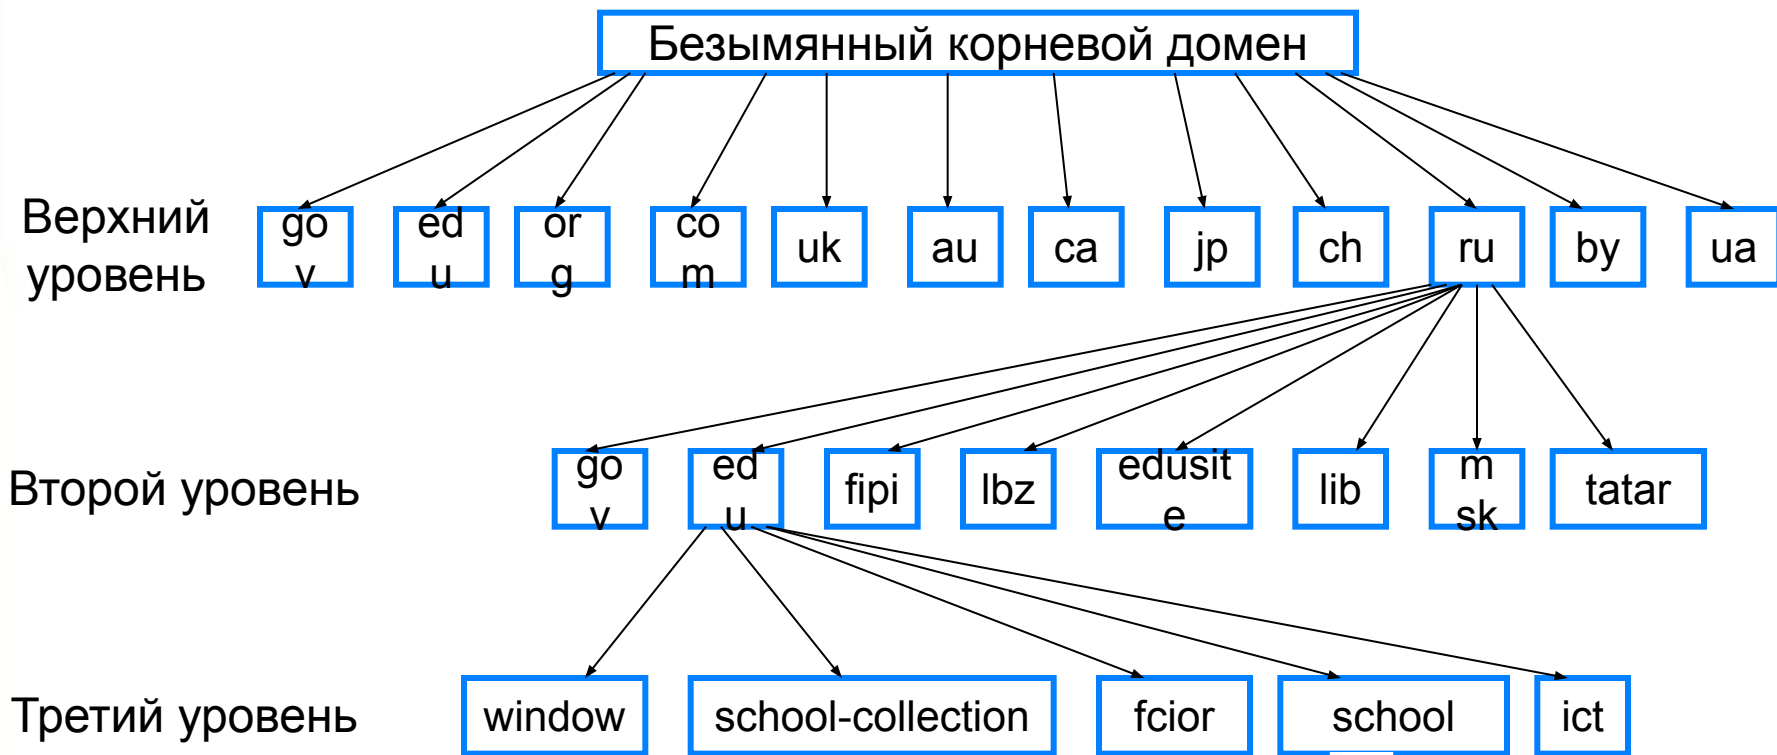 Безымянный корневой домен
Верхний
уровень
go
v
ed
u
or
g
co
m
uk
au
ca
jp
ch
ru
by
ua
Второй уровень
go
v
ed
u
fipi
lbz
edusit
e
lib
m
sk
tatar
Третий уровень
window
school-collection
fcior
school
ict